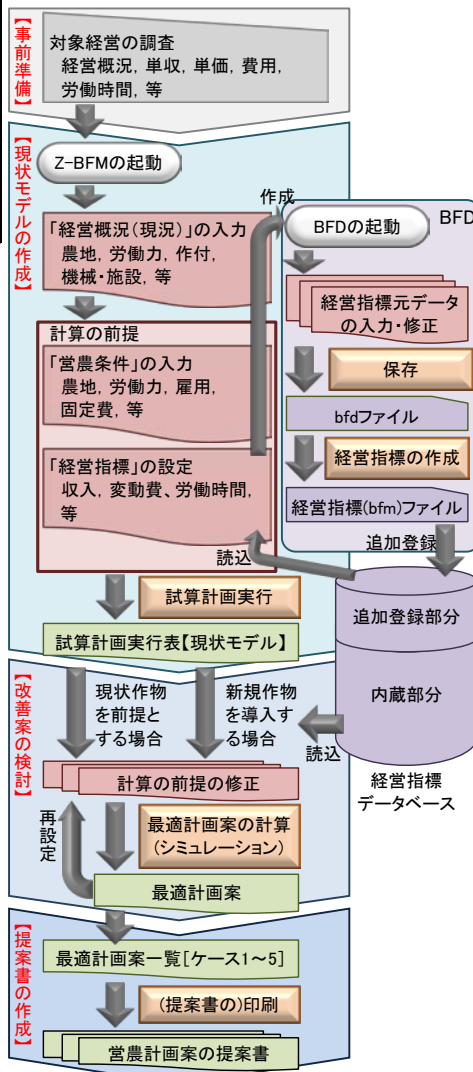 【事前準備】
対象経営の調査
経営概況, 単収, 単価, 費用,
労働時間, 等
【現状モデルの作成】
Z-BFMの起動
「経営概況(現況)」の入力
農地, 労働力, 作付,
機械・施設, 等
計算の前提
「営農条件」の入力
農地, 労働力, 雇用,
固定費, 等
「経営指標」の設定
収入, 変動費、労働時間,
等
作成
BFD
BFDの起動
経営指標元データ
の入力・修正
保存
bfdファイル
経営指標の作成
経営指標(bfm)ファイル
追加登録
読込
追加登録部分
内蔵部分
経営指標
データベース
試算計画実行
試算計画実行表【現状モデル】
【改善案の検討】
現状作物
を前提と
する場合
新規作物
を導入す
る場合
読込
計算の前提の修正
再設定
最適計画案の計算
(シミュレーション)
最適計画案
【提案書の作成】
最適計画案一覧[ケース1～5]
(提案書の)印刷
営農計画案の提案書